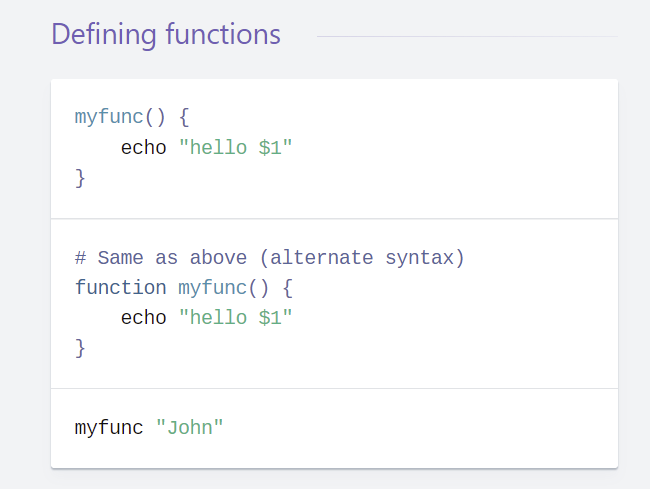 Defining functions
myfunc() {
    echo "hello $1"
}
# Same as above (alternate syntax)
function myfunc() {
    echo "hello $1"
}
myfunc "John"